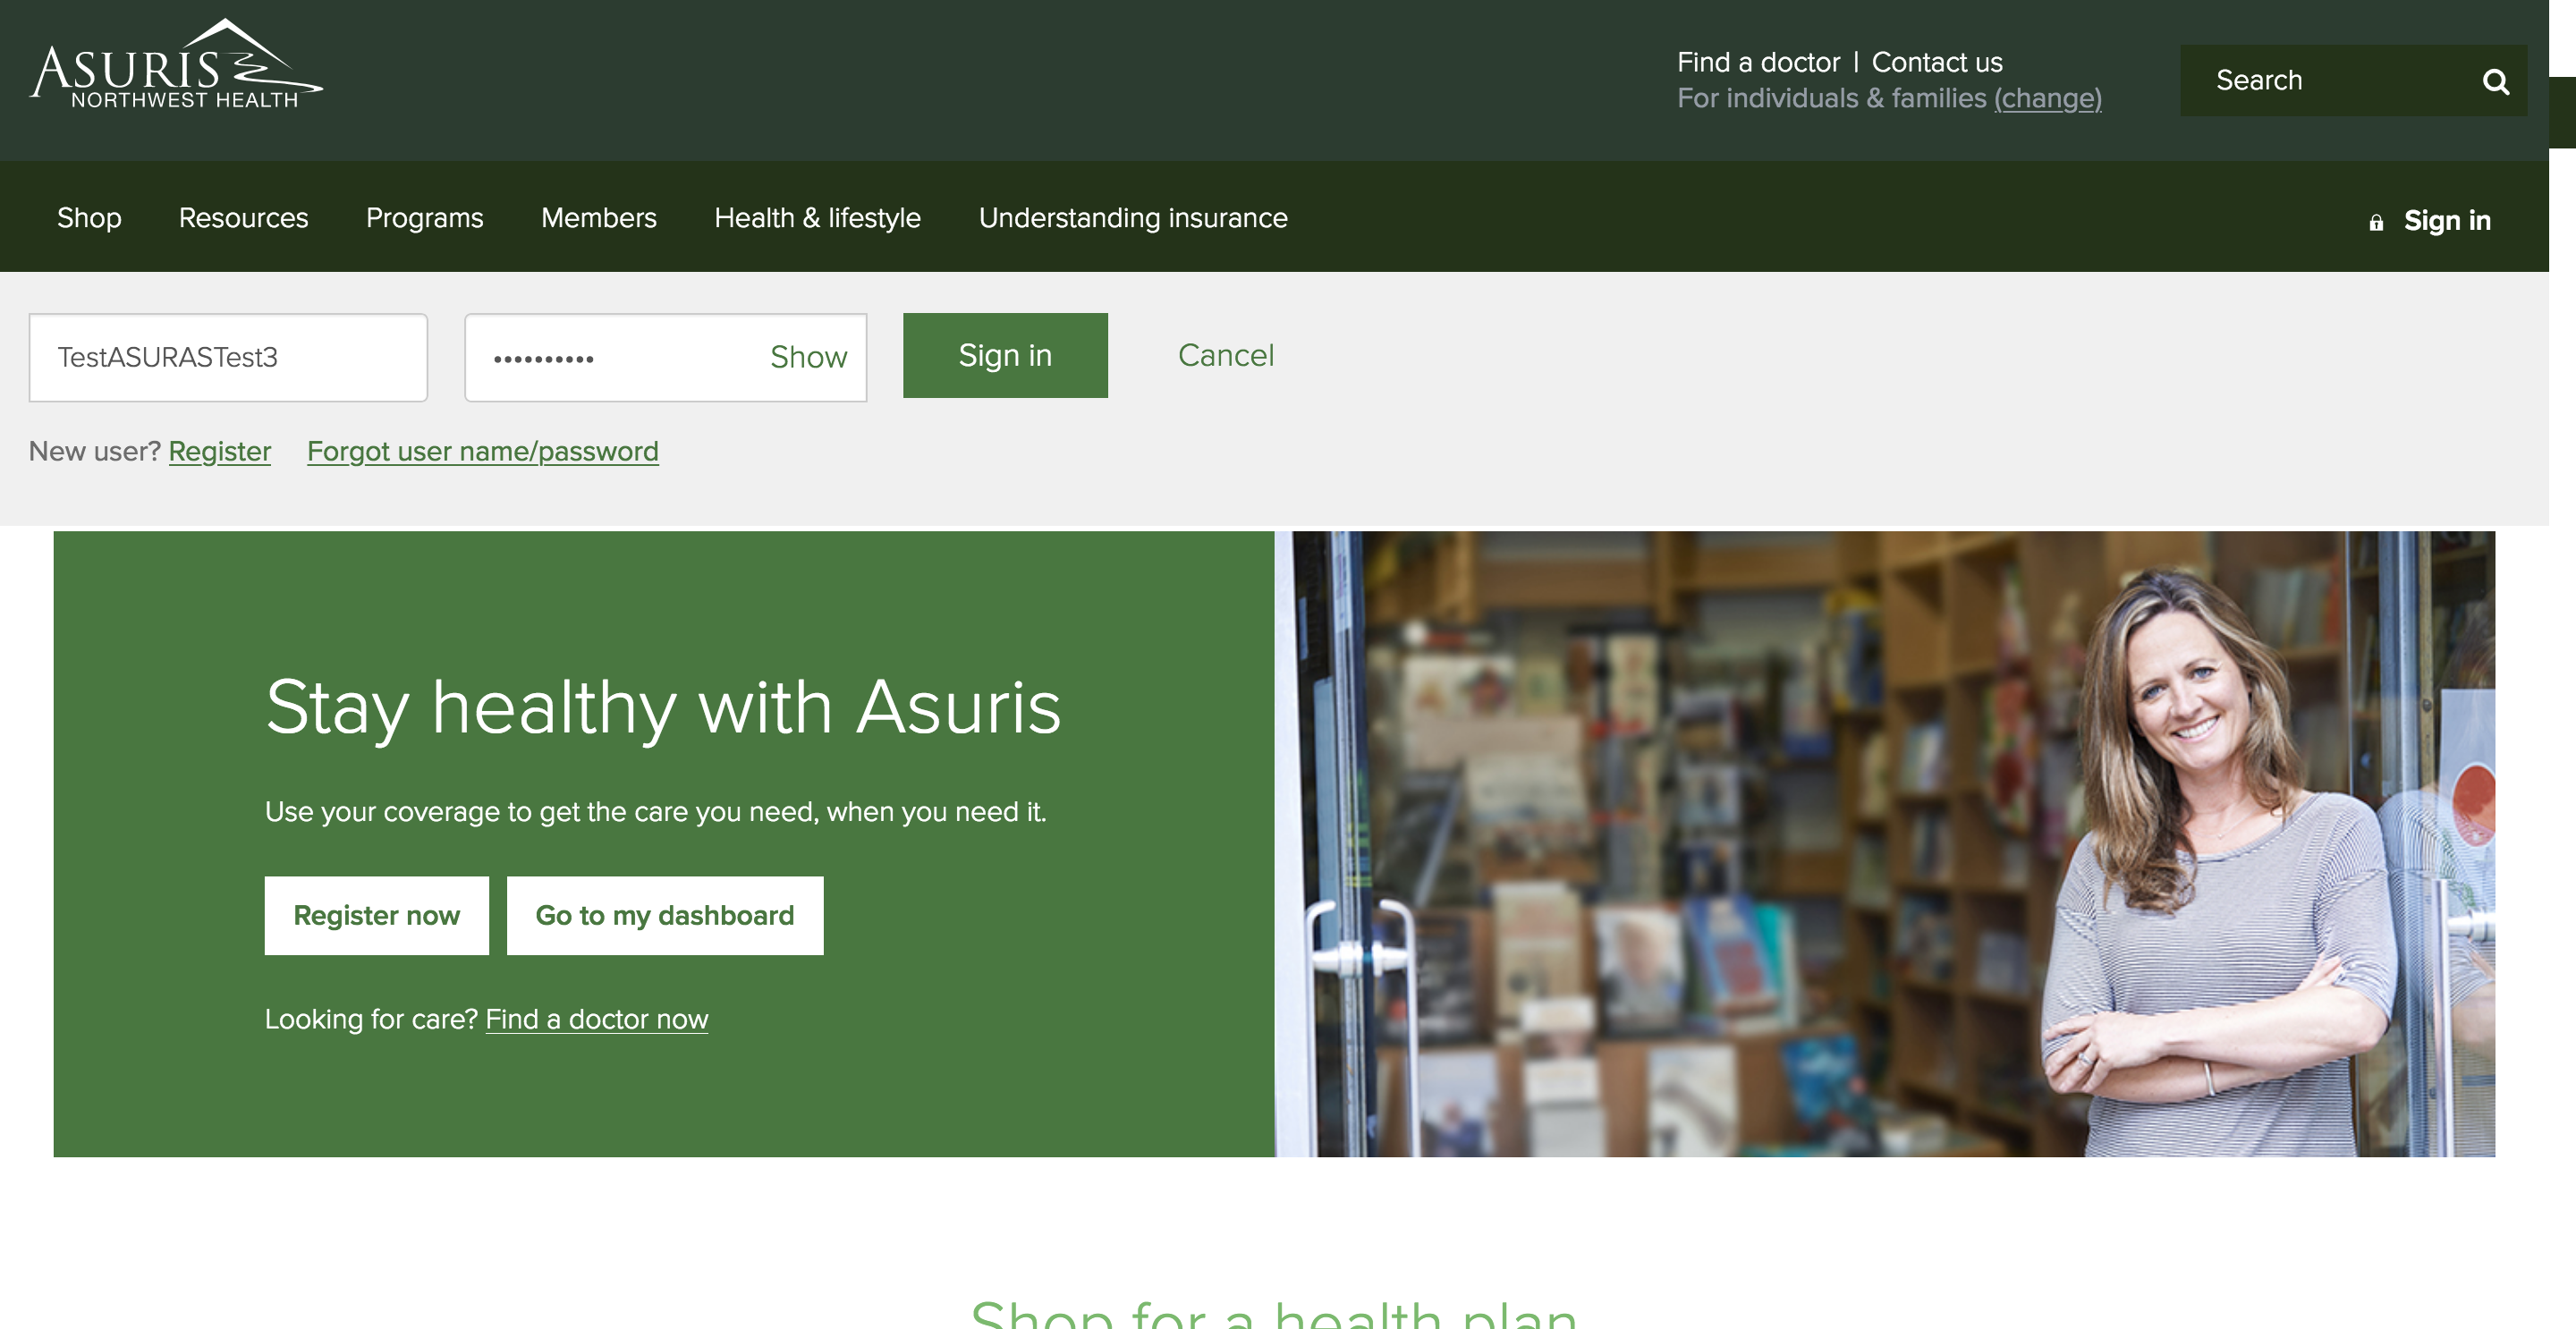 ASURIS
NORTHWEST HEALTH
Find a doctor | Contact us
For individuals & families (change)
Search
Shop Resources Programs Members Health & lifestyle Understanding insurance Sign in
TestASURASTest3 •••••••••• Show Sign in Cancel
New user? Register Forgot user name/password
Stay healthy with Asuris
Use your coverage to get the care you need, when you need it.
Register now Go to my dashboard
Looking for care? Find a doctor now
Shop for a health plan